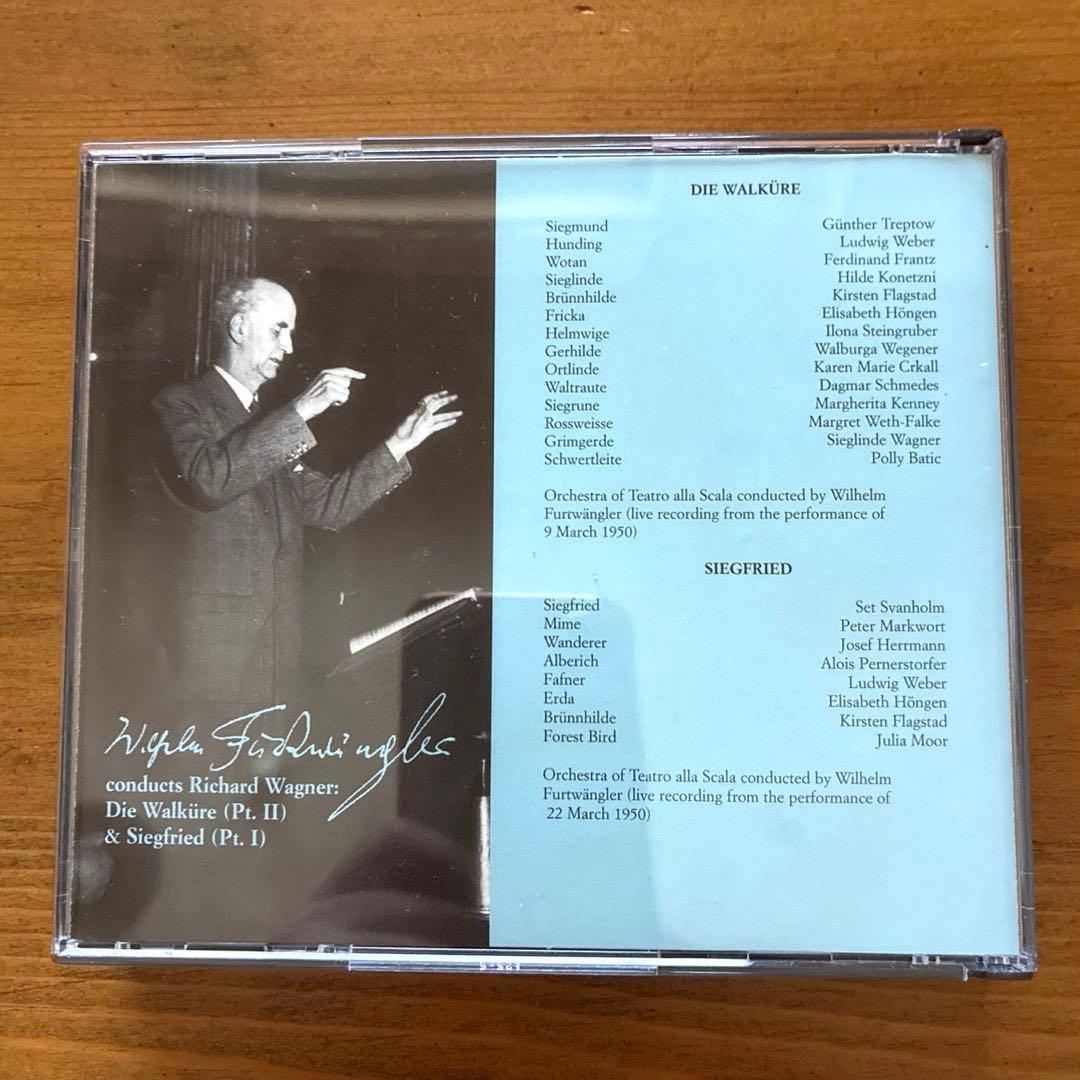 DIE WALKÜRE
Siegmund Günther Treptow
Hunding Ludwig Weber
Wotan Ferdinand Frantz
Sieglinde Hilde Konetzni
Brünnhilde Kirsten Flagstad
Fricka Elisabeth Höngen
Helmwige Ilona Steingruber
Gerhilde Walburga Wegener
Ortlinde Karen Marie Crkall
Waltraute Dagmar Schmedes
Siegrune Margherita Kenney
Rossweisse Margret Weth-Falke
Grimgerde Sieglinde Wagner
Schwertleite Polly Batic
Orchestra of Teatro alla Scala conducted by Wilhelm
Furtwängler (live recording from the performance of
9 March 1950)
SIEGFRIED
Siegfried Set Svanholm
Mime Peter Markwort
Wanderer Josef Herrmann
Alberich Alois Pernerstorfer
Fafner Ludwig Weber
Erda Elisabeth Höngen
Brünnhilde Kirsten Flagstad
Forest Bird Julia Moor
Orchestra of Teatro alla Scala conducted by Wilhelm
Furtwängler (live recording from the performance of
22 March 1950)
Wilhelm Furtwängler
conducts Richard Wagner:
Die Walküre (Pt. II)
& Siegfried (Pt. I)